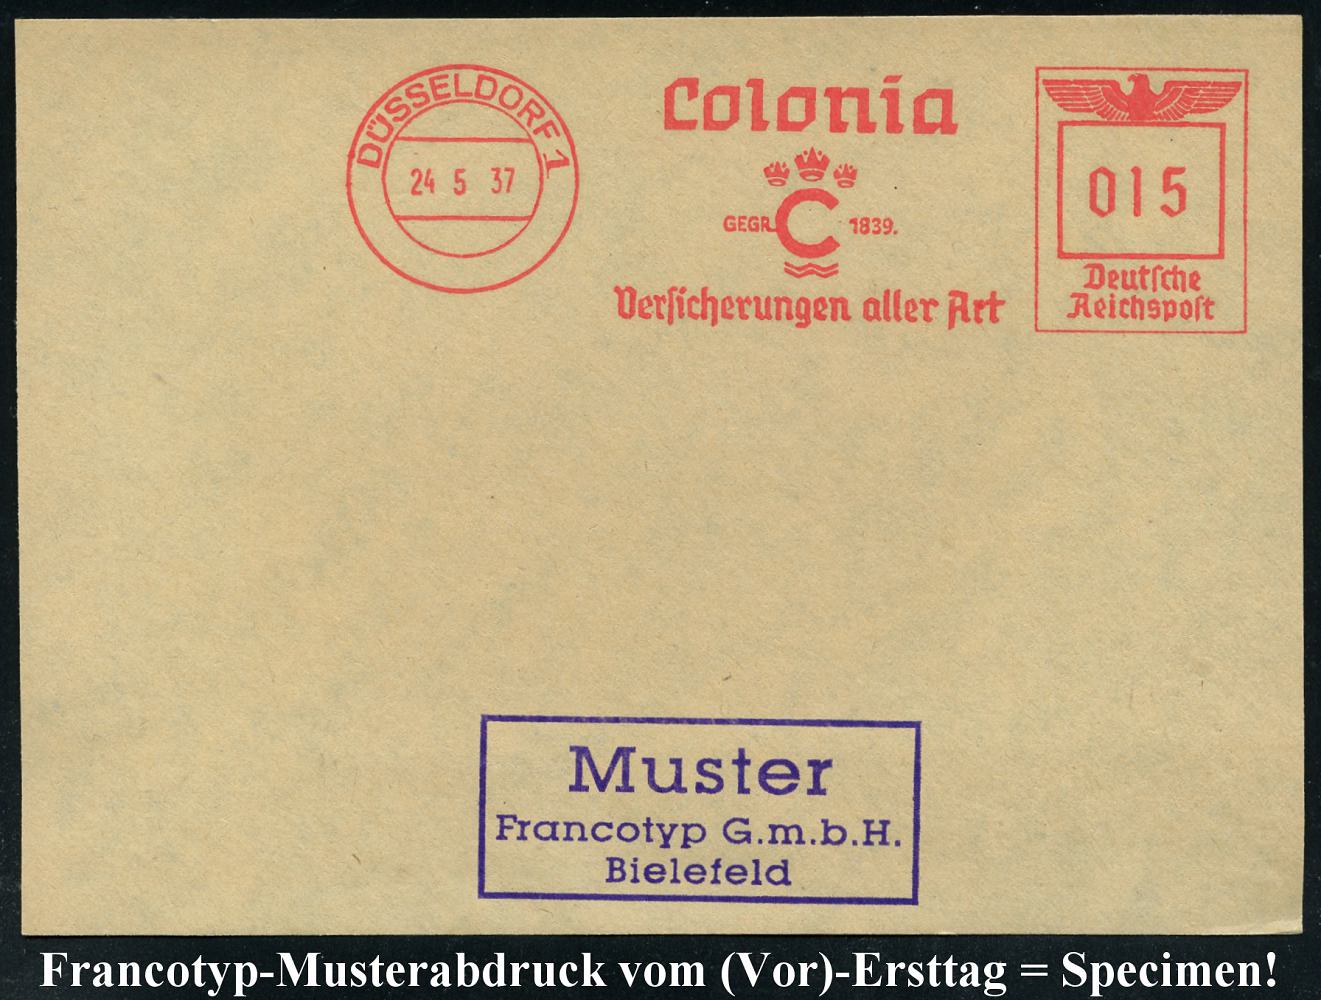 DÜSSELDORF 1
24 5 37
Colonia
GEGR. C 1839.
Versicherungen aller Art
015
Deutsche
Reichspost
Muster
Francotyp G.m.b.H.
Bielefeld
Francotyp-Musterabdruck vom (Vor)-Ersttag = Specimen!